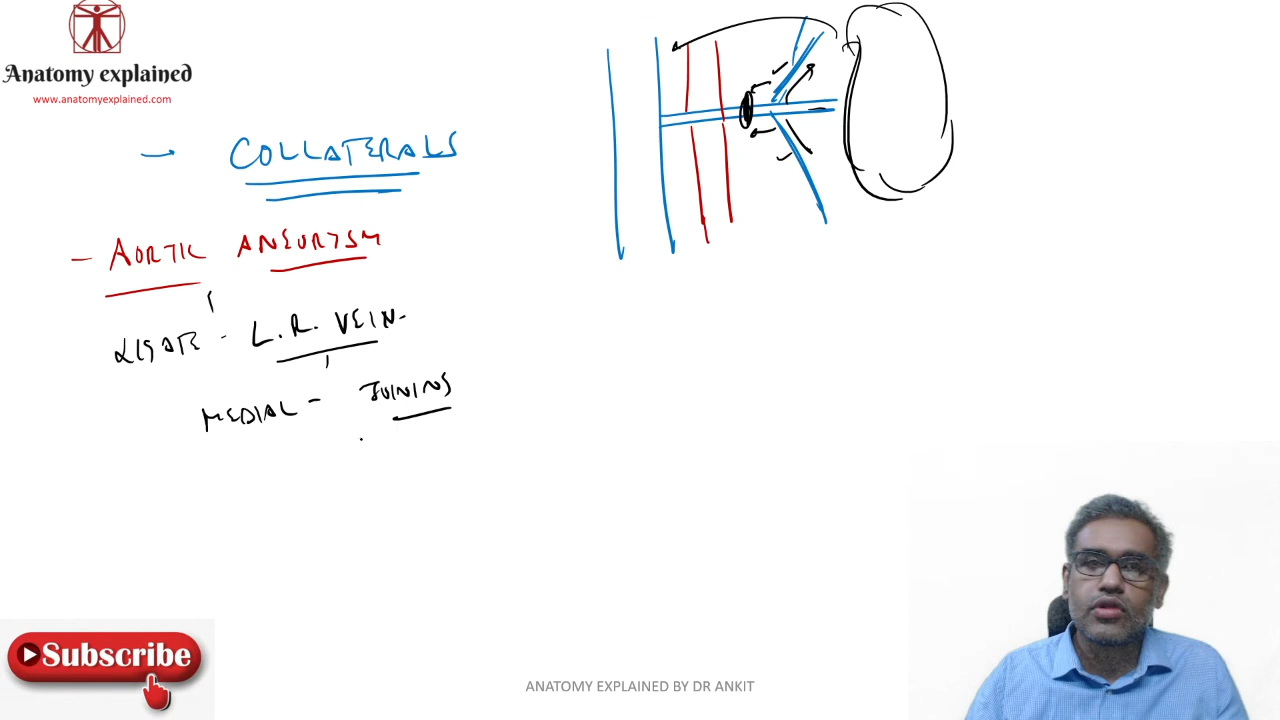 Anatomy explained
www.anatomyexplained.com
COLLATERALS
- AORTIC ANEURYSM
LIGATE - L.R. VEIN
MEDIAL - JOINING
Subscribe
ANATOMY EXPLAINED BY DR ANKIT